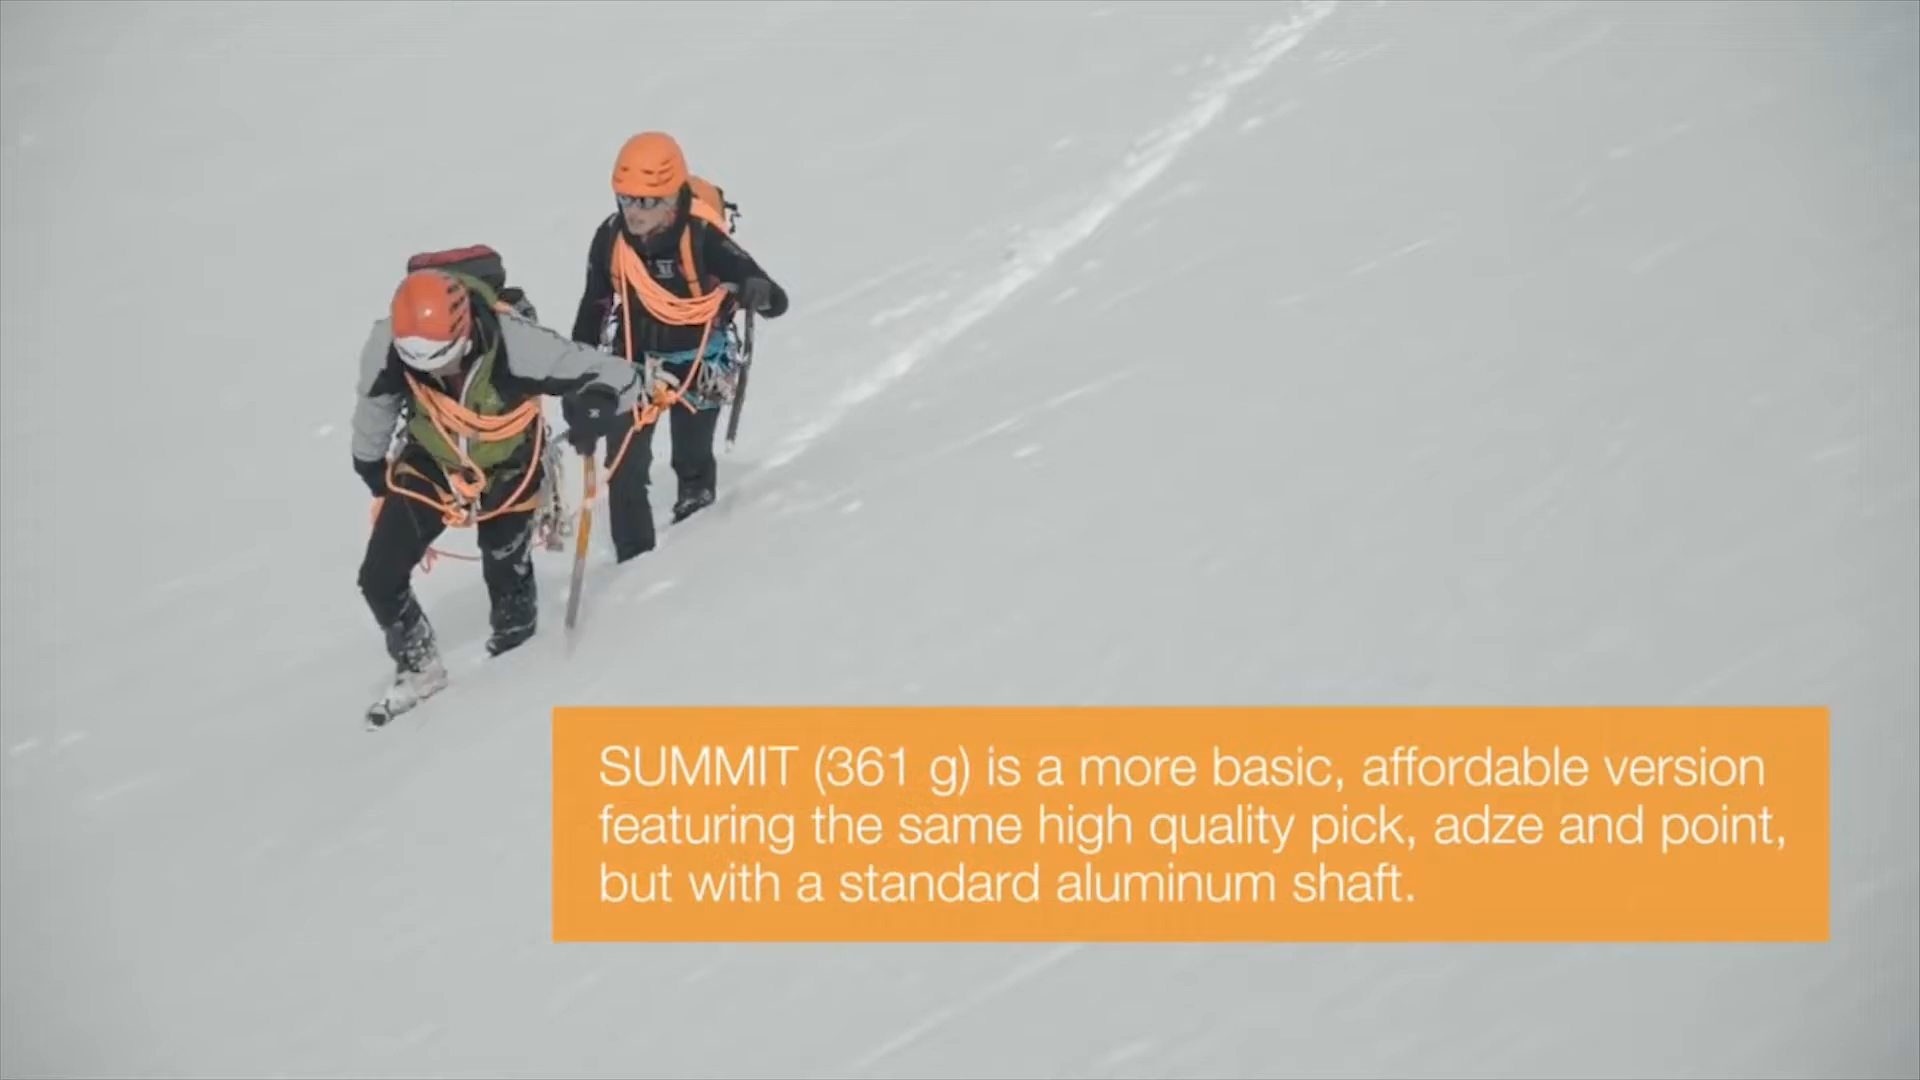 SUMMIT (361 g) is a more basic, affordable version
featuring the same high quality pick, adze and point,
but with a standard aluminum shaft.